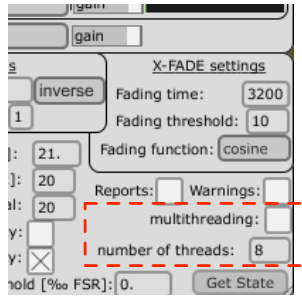 gain
gain
s
X-FADE settings
inverse
Fading time: 3200
1
Fading threshold: 10
]: 21.
Fading function: cosine
]: 20
Reports: Warnings:
al: 20
multithreading:
y:
number of threads: 8
y:
nold [‰ FSR]: 0.
Get State